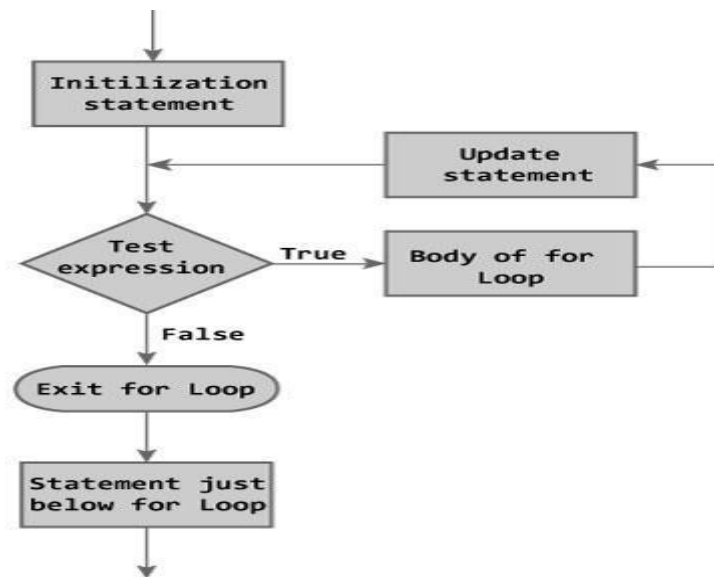 Initilization
statement
Update
statement
Test
expression
True
Body of for
Loop
False
Exit for Loop
Statement just
below for Loop